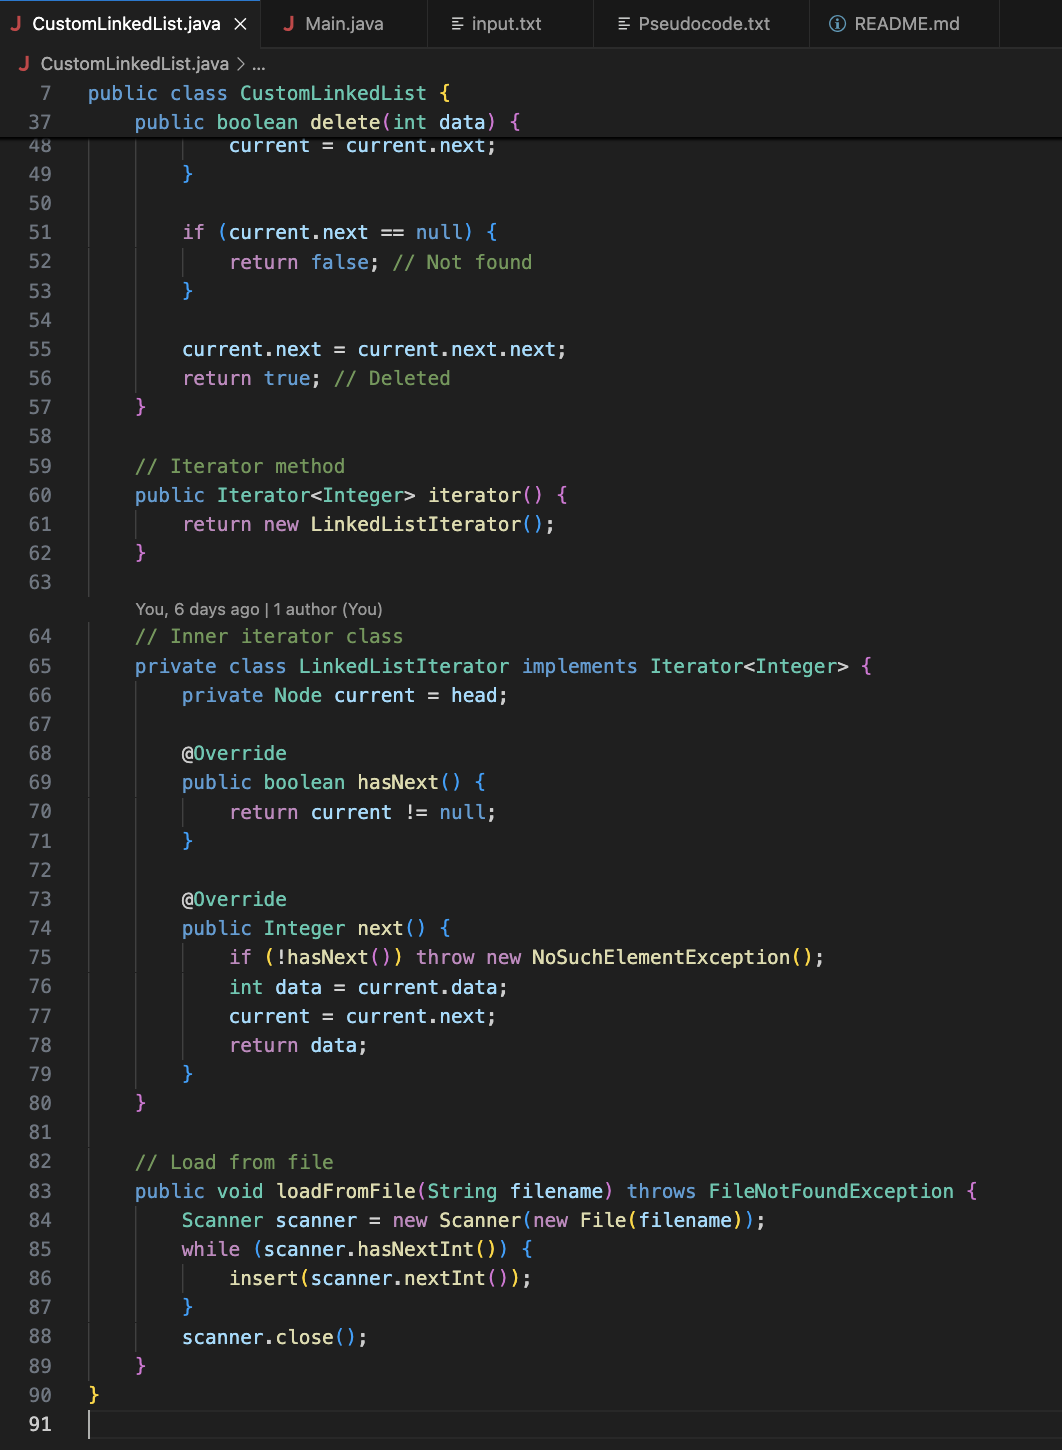 CustomLinkedList.java
Main.java
input.txt
Pseudocode.txt
README.md
CustomLinkedList.java > ...
7 public class CustomLinkedList {
37 public boolean delete(int data) {
48 current = current.next;
49 }
50
51 if (current.next == null) {
52 return false; // Not found
53 }
54
55 current.next = current.next.next;
56 return true; // Deleted
57 }
58
59 // Iterator method
60 public Iterator<Integer> iterator() {
61 return new LinkedListIterator();
62 }
63
You, 6 days ago | 1 author (You)
64 // Inner iterator class
65 private class LinkedListIterator implements Iterator<Integer> {
66 private Node current = head;
67
68 @Override
69 public boolean hasNext() {
70 return current != null;
71 }
72
73 @Override
74 public Integer next() {
75 if (!hasNext()) throw new NoSuchElementException();
76 int data = current.data;
77 current = current.next;
78 return data;
79 }
80 }
81
82 // Load from file
83 public void loadFromFile(String filename) throws FileNotFoundException {
84 Scanner scanner = new Scanner(new File(filename));
85 while (scanner.hasNextInt()) {
86 insert(scanner.nextInt());
87 }
88 scanner.close();
89 }
90 }
91